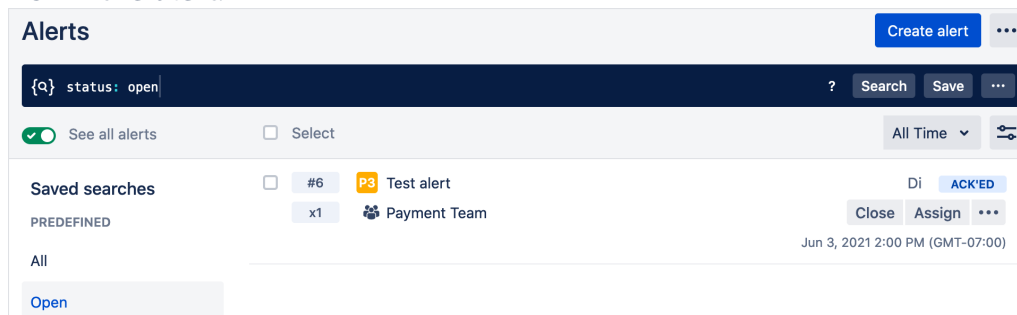 Alerts
Create alert
{Q} status: open
?
Search
Save
See all alerts
Select
All Time
Saved searches
#6
P3
Test alert
Di
ACK'ED
x1
Payment Team
Close
Assign
PREDEFINED
Jun 3, 2021 2:00 PM (GMT-07:00)
All
Open